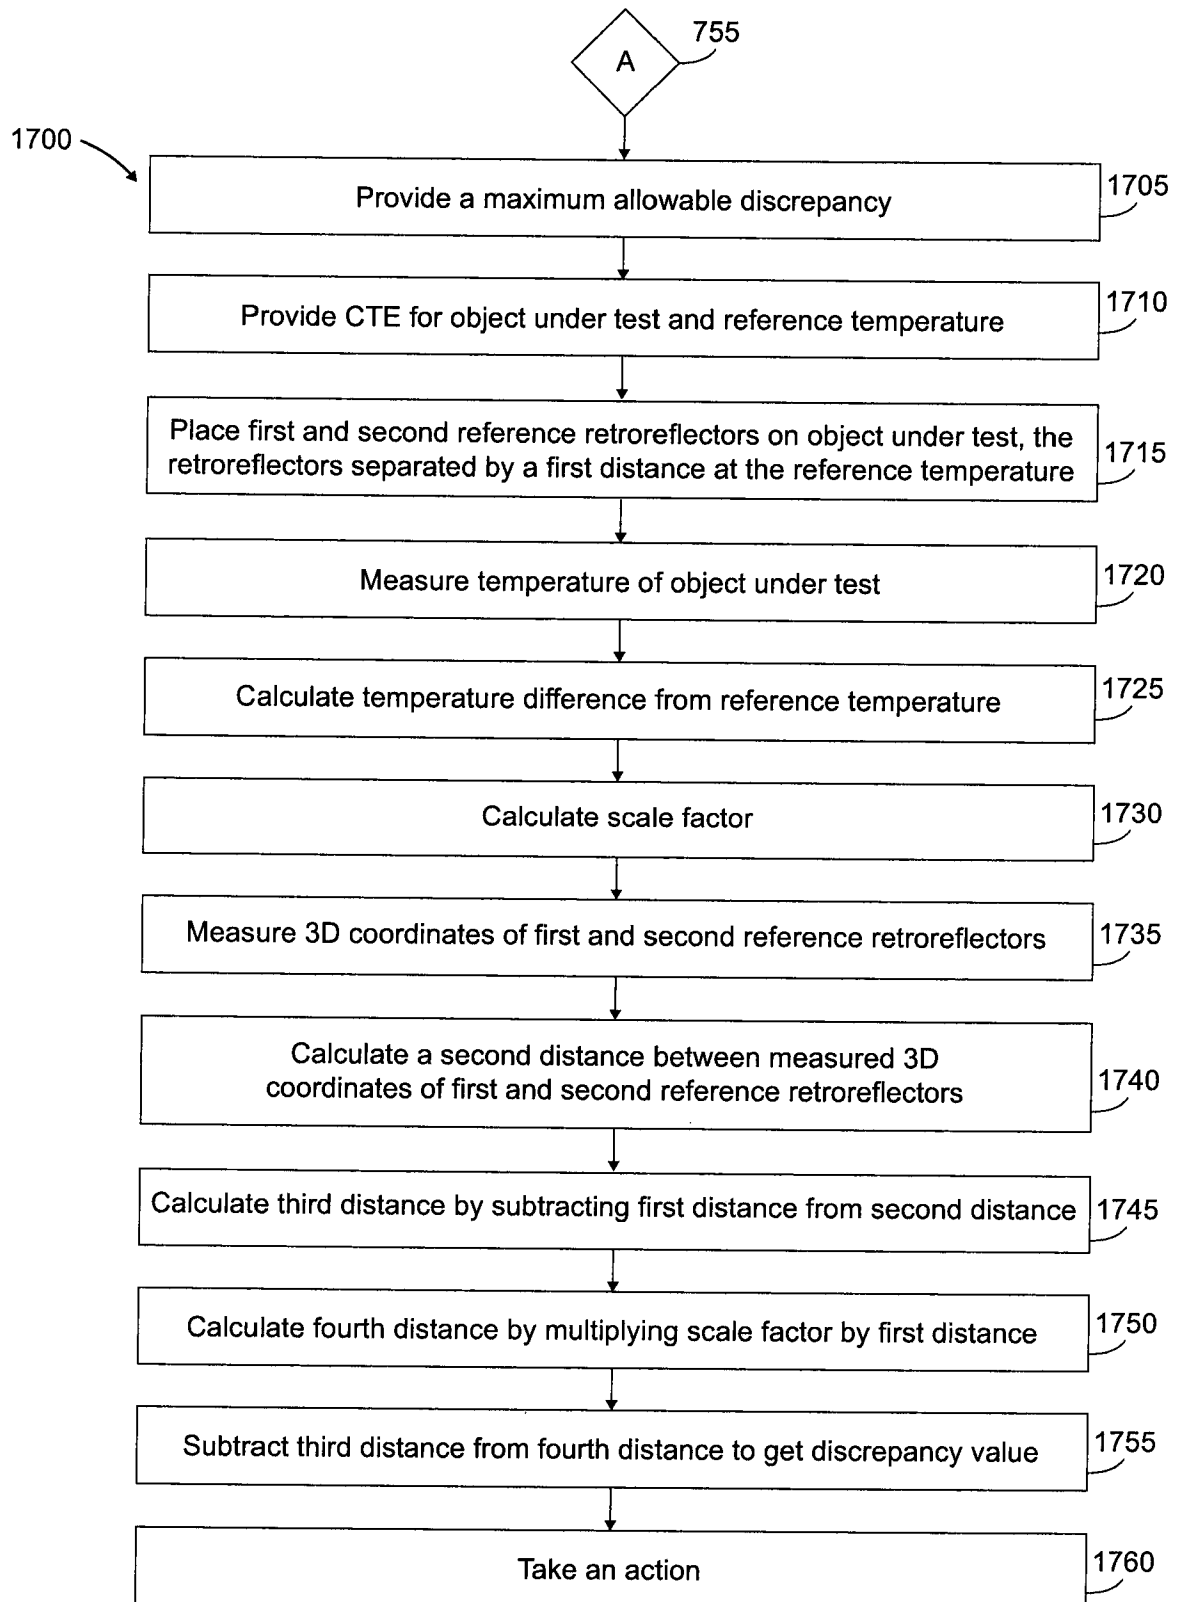 755
A
1700
Provide a maximum allowable discrepancy
1705
Provide CTE for object under test and reference temperature
1710
Place first and second reference retroreflectors on object under test, the
retroreflectors separated by a first distance at the reference temperature
1715
Measure temperature of object under test
1720
Calculate temperature difference from reference temperature
1725
Calculate scale factor
1730
Measure 3D coordinates of first and second reference retroreflectors
1735
Calculate a second distance between measured 3D
coordinates of first and second reference retroreflectors
1740
Calculate third distance by subtracting first distance from second distance
1745
Calculate fourth distance by multiplying scale factor by first distance
1750
Subtract third distance from fourth distance to get discrepancy value
1755
Take an action
1760